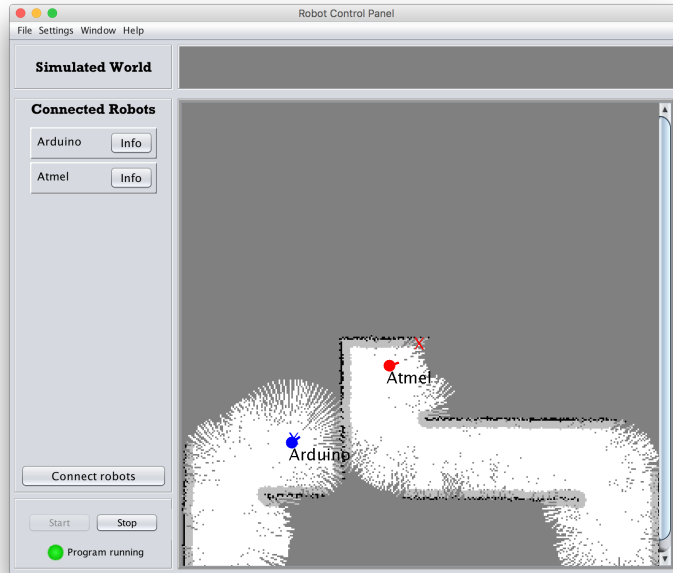 Robot Control Panel
File Settings Window Help
Simulated World
Connected Robots
Arduino Info
Atmel Info
X
Atmel
Arduino
Connect robots
Start Stop
Program running